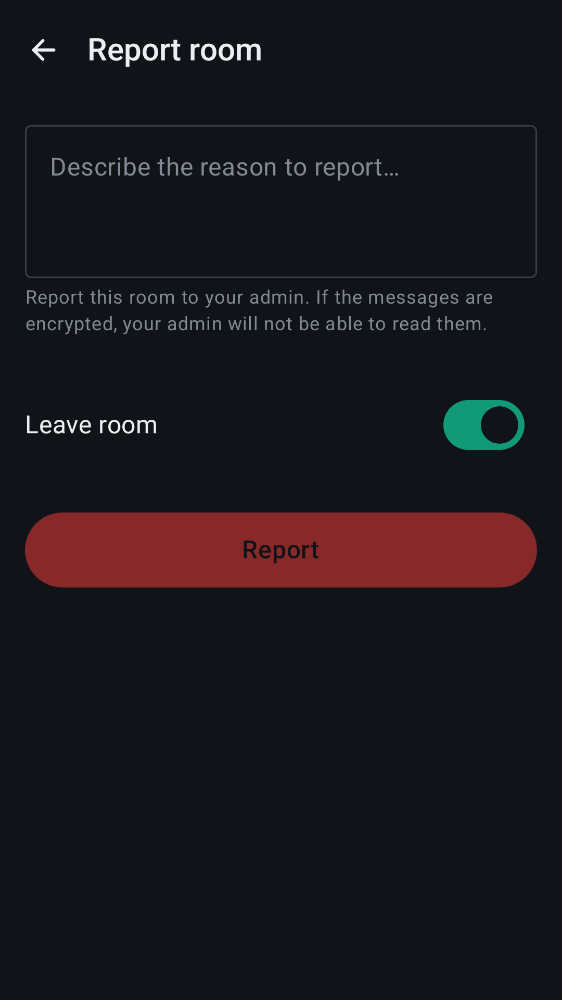 Report room
Describe the reason to report…
Report this room to your admin. If the messages are
encrypted, your admin will not be able to read them.
Leave room
Report